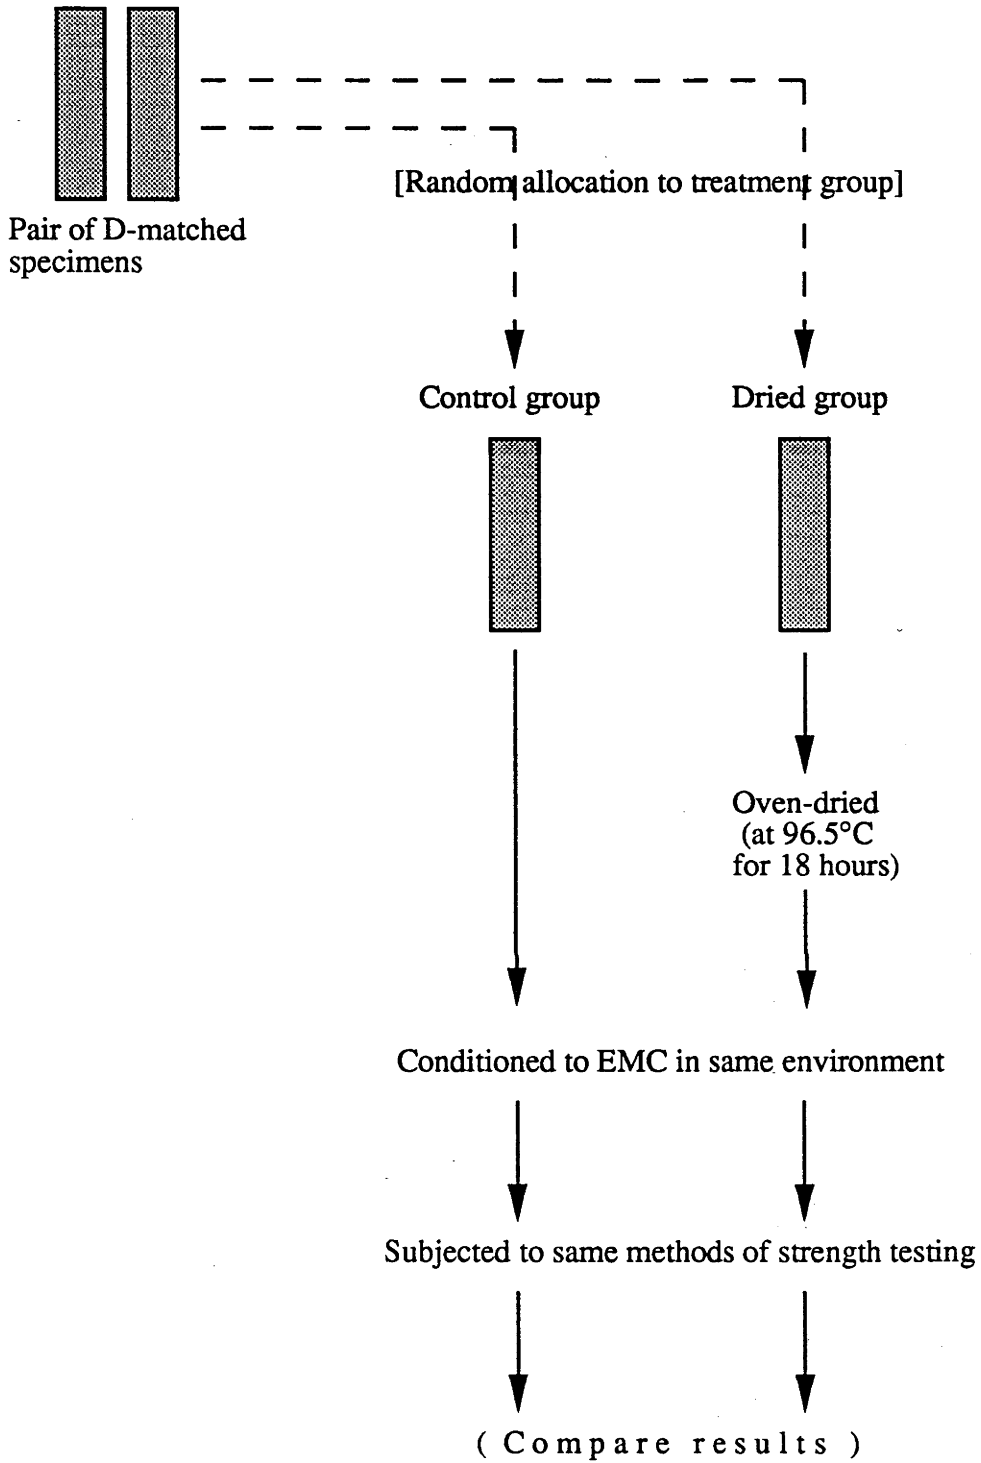 [Random allocation to treatment group]
Pair of D-matched
specimens
Control group
Dried group
Oven-dried
(at 96.5°C
for 18 hours)
Conditioned to EMC in same environment
Subjected to same methods of strength testing
( Compare results )